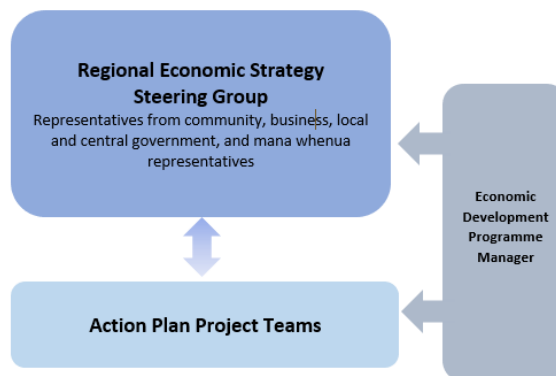 Regional Economic Strategy
Steering Group
Representatives from community, business, local
and central government, and mana whenua
representatives
Economic
Development
Programme
Manager
Action Plan Project Teams